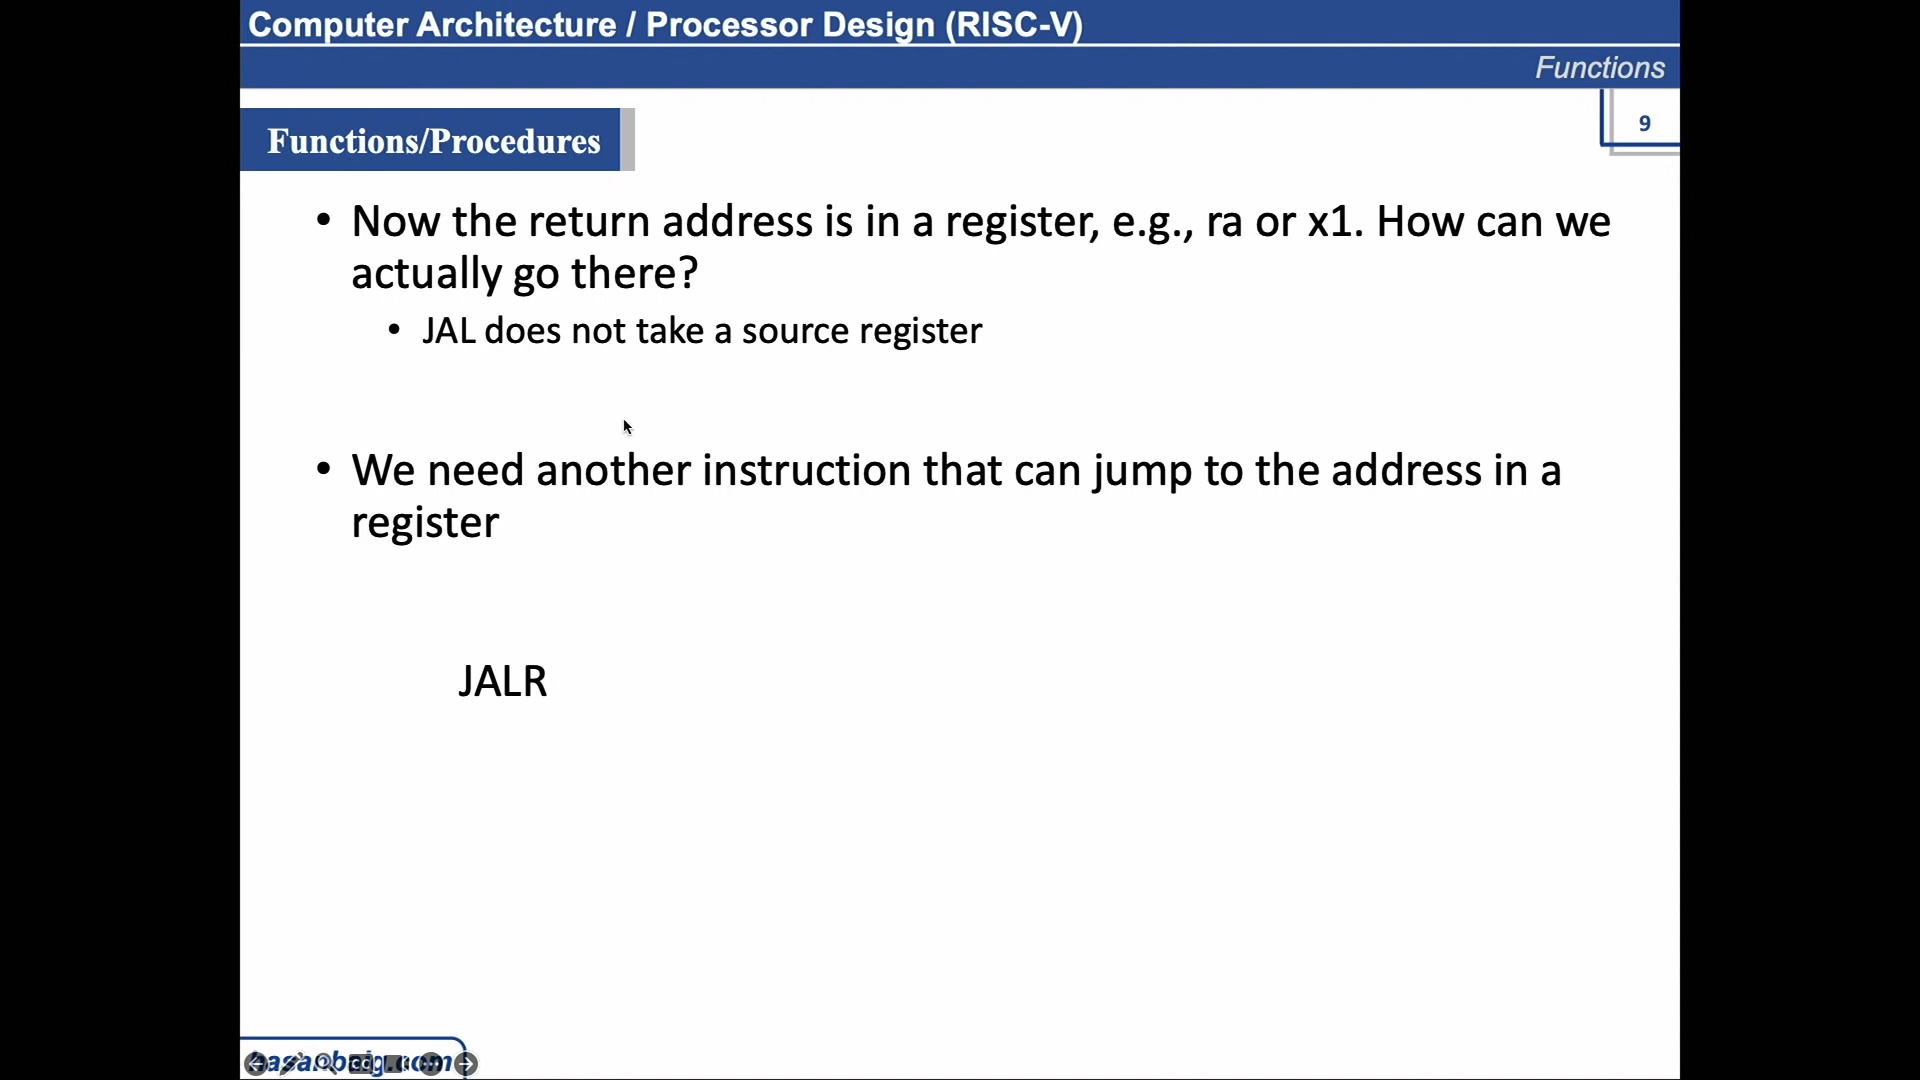 Computer Architecture / Processor Design (RISC-V)
Functions
9
Functions/Procedures
• Now the return address is in a register, e.g., ra or x1. How can we
actually go there?
• JAL does not take a source register
• We need another instruction that can jump to the address in a
register
JALR
hasanbaig.com